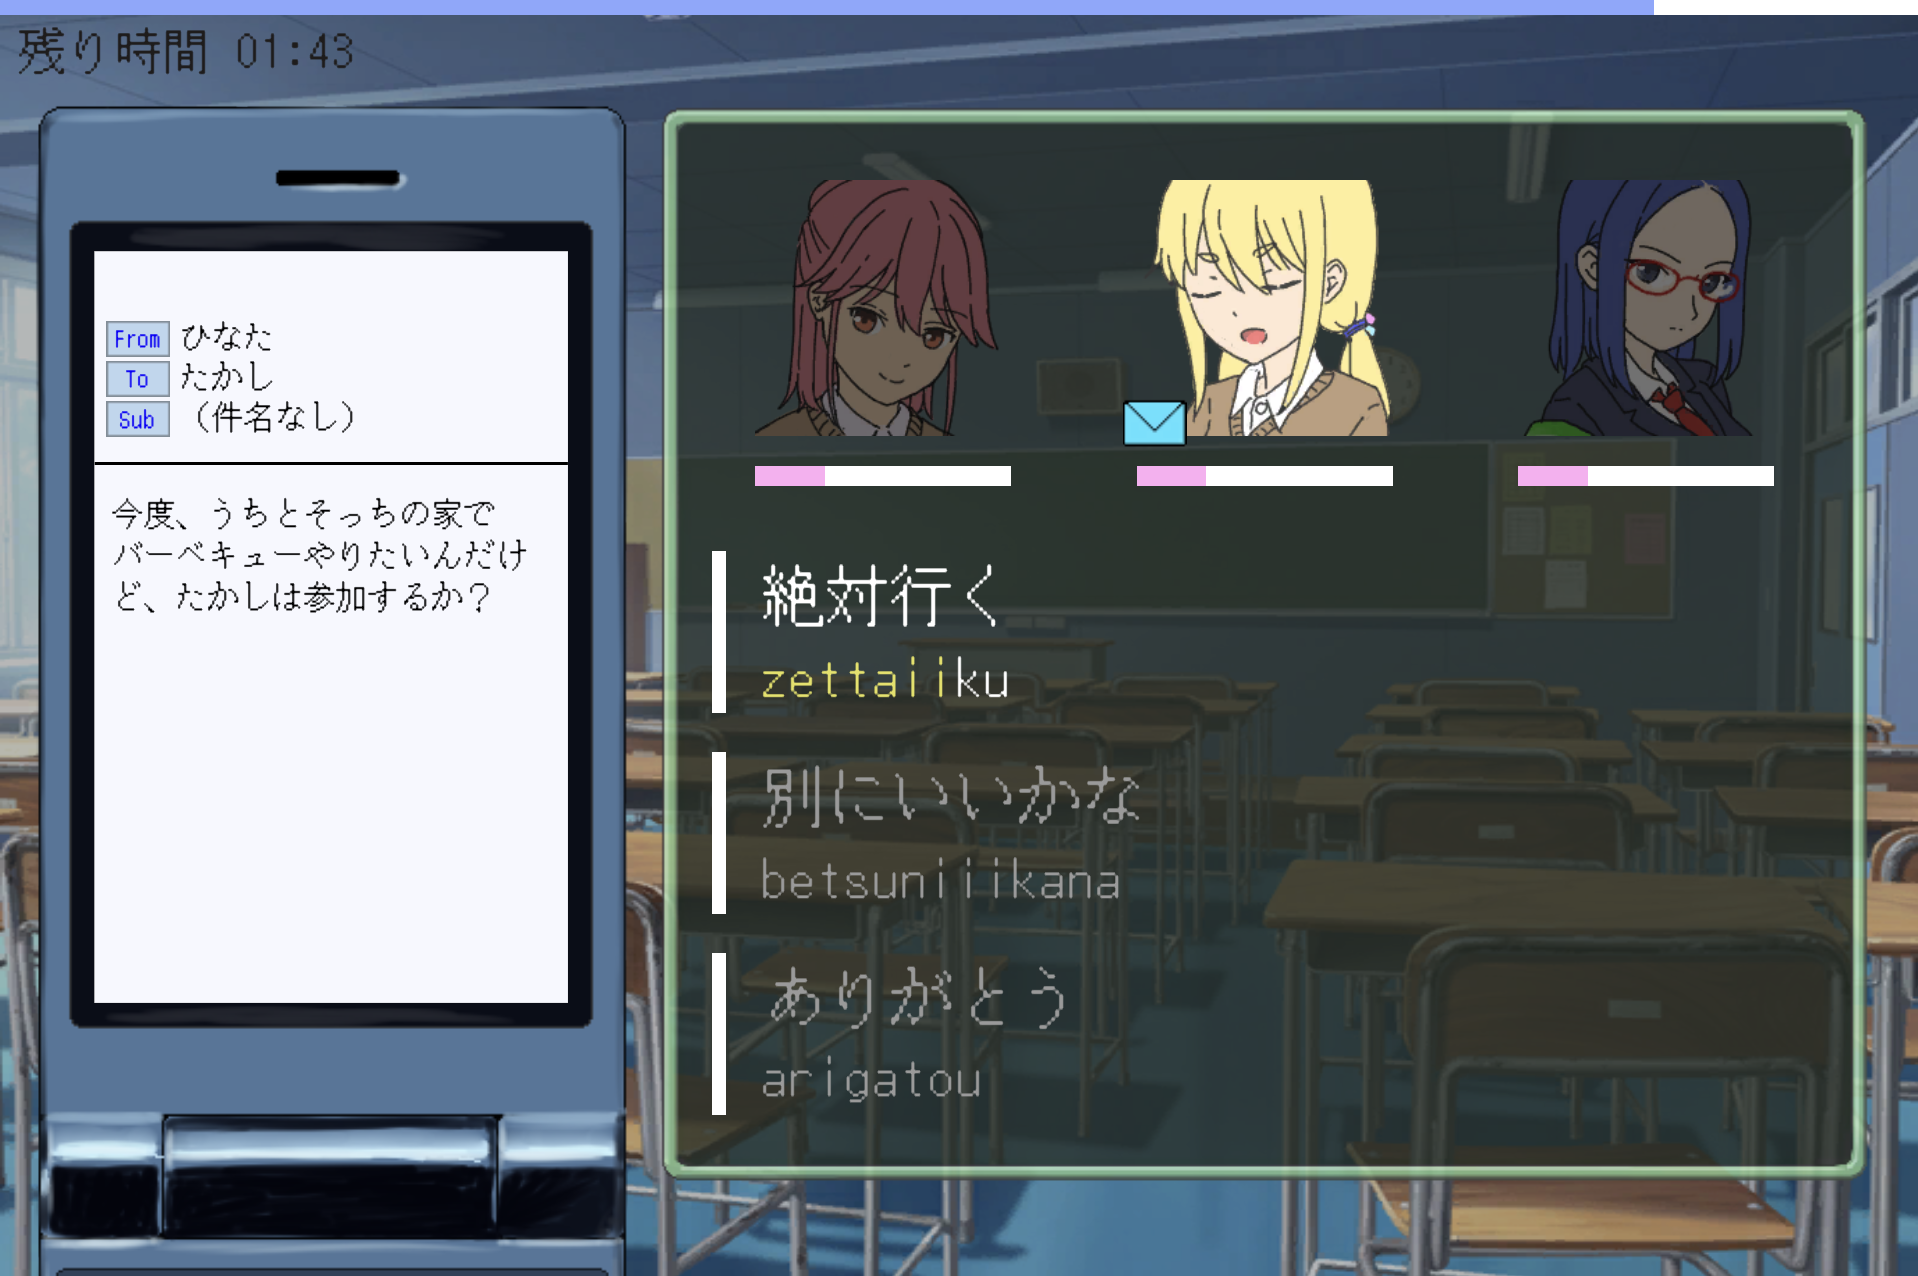 残り時間 01:43
From ひなた
To たかし
Sub （件名なし）
今度、うちとそっちの家で
バーベキューやりたいんだけ
ど、たかしは参加するか？
絶対行く
zettaiiku
別にいいかな
betsuniiikana
ありがとう
arigatou